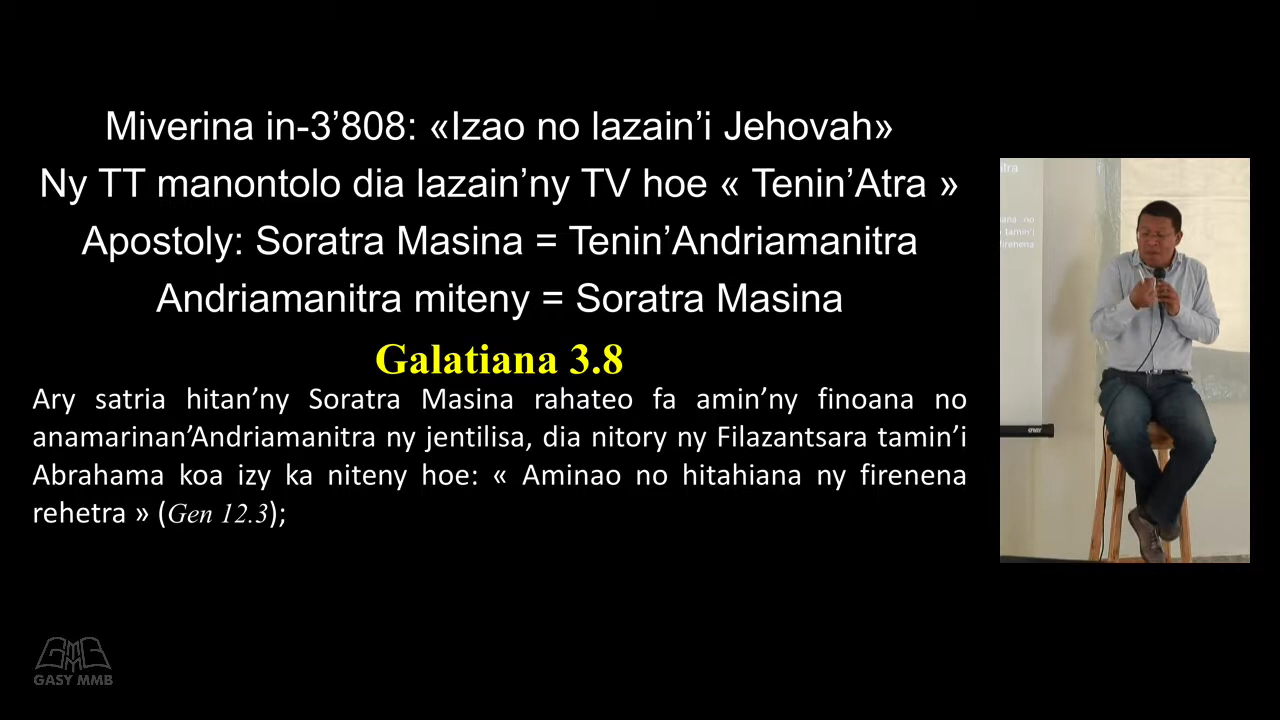 Miverina in-3’808: «Izao no lazain’i Jehovah»
Ny TT manontolo dia lazain’ny TV hoe « Tenin’Atra »
Apostoly: Soratra Masina = Tenin’Andriamanitra
Andriamanitra miteny = Soratra Masina
Galatiana 3.8
Ary satria hitan’ny Soratra Masina rahateo fa amin’ny finoana no
anamarinan’Andriamanitra ny jentilisa, dia nitory ny Filazantsara tamin’i
Abrahama koa izy ka niteny hoe: « Aminao no hitahiana ny firenena
rehetra » (Gen 12.3);
tamin’i
firenena
GASY MMB